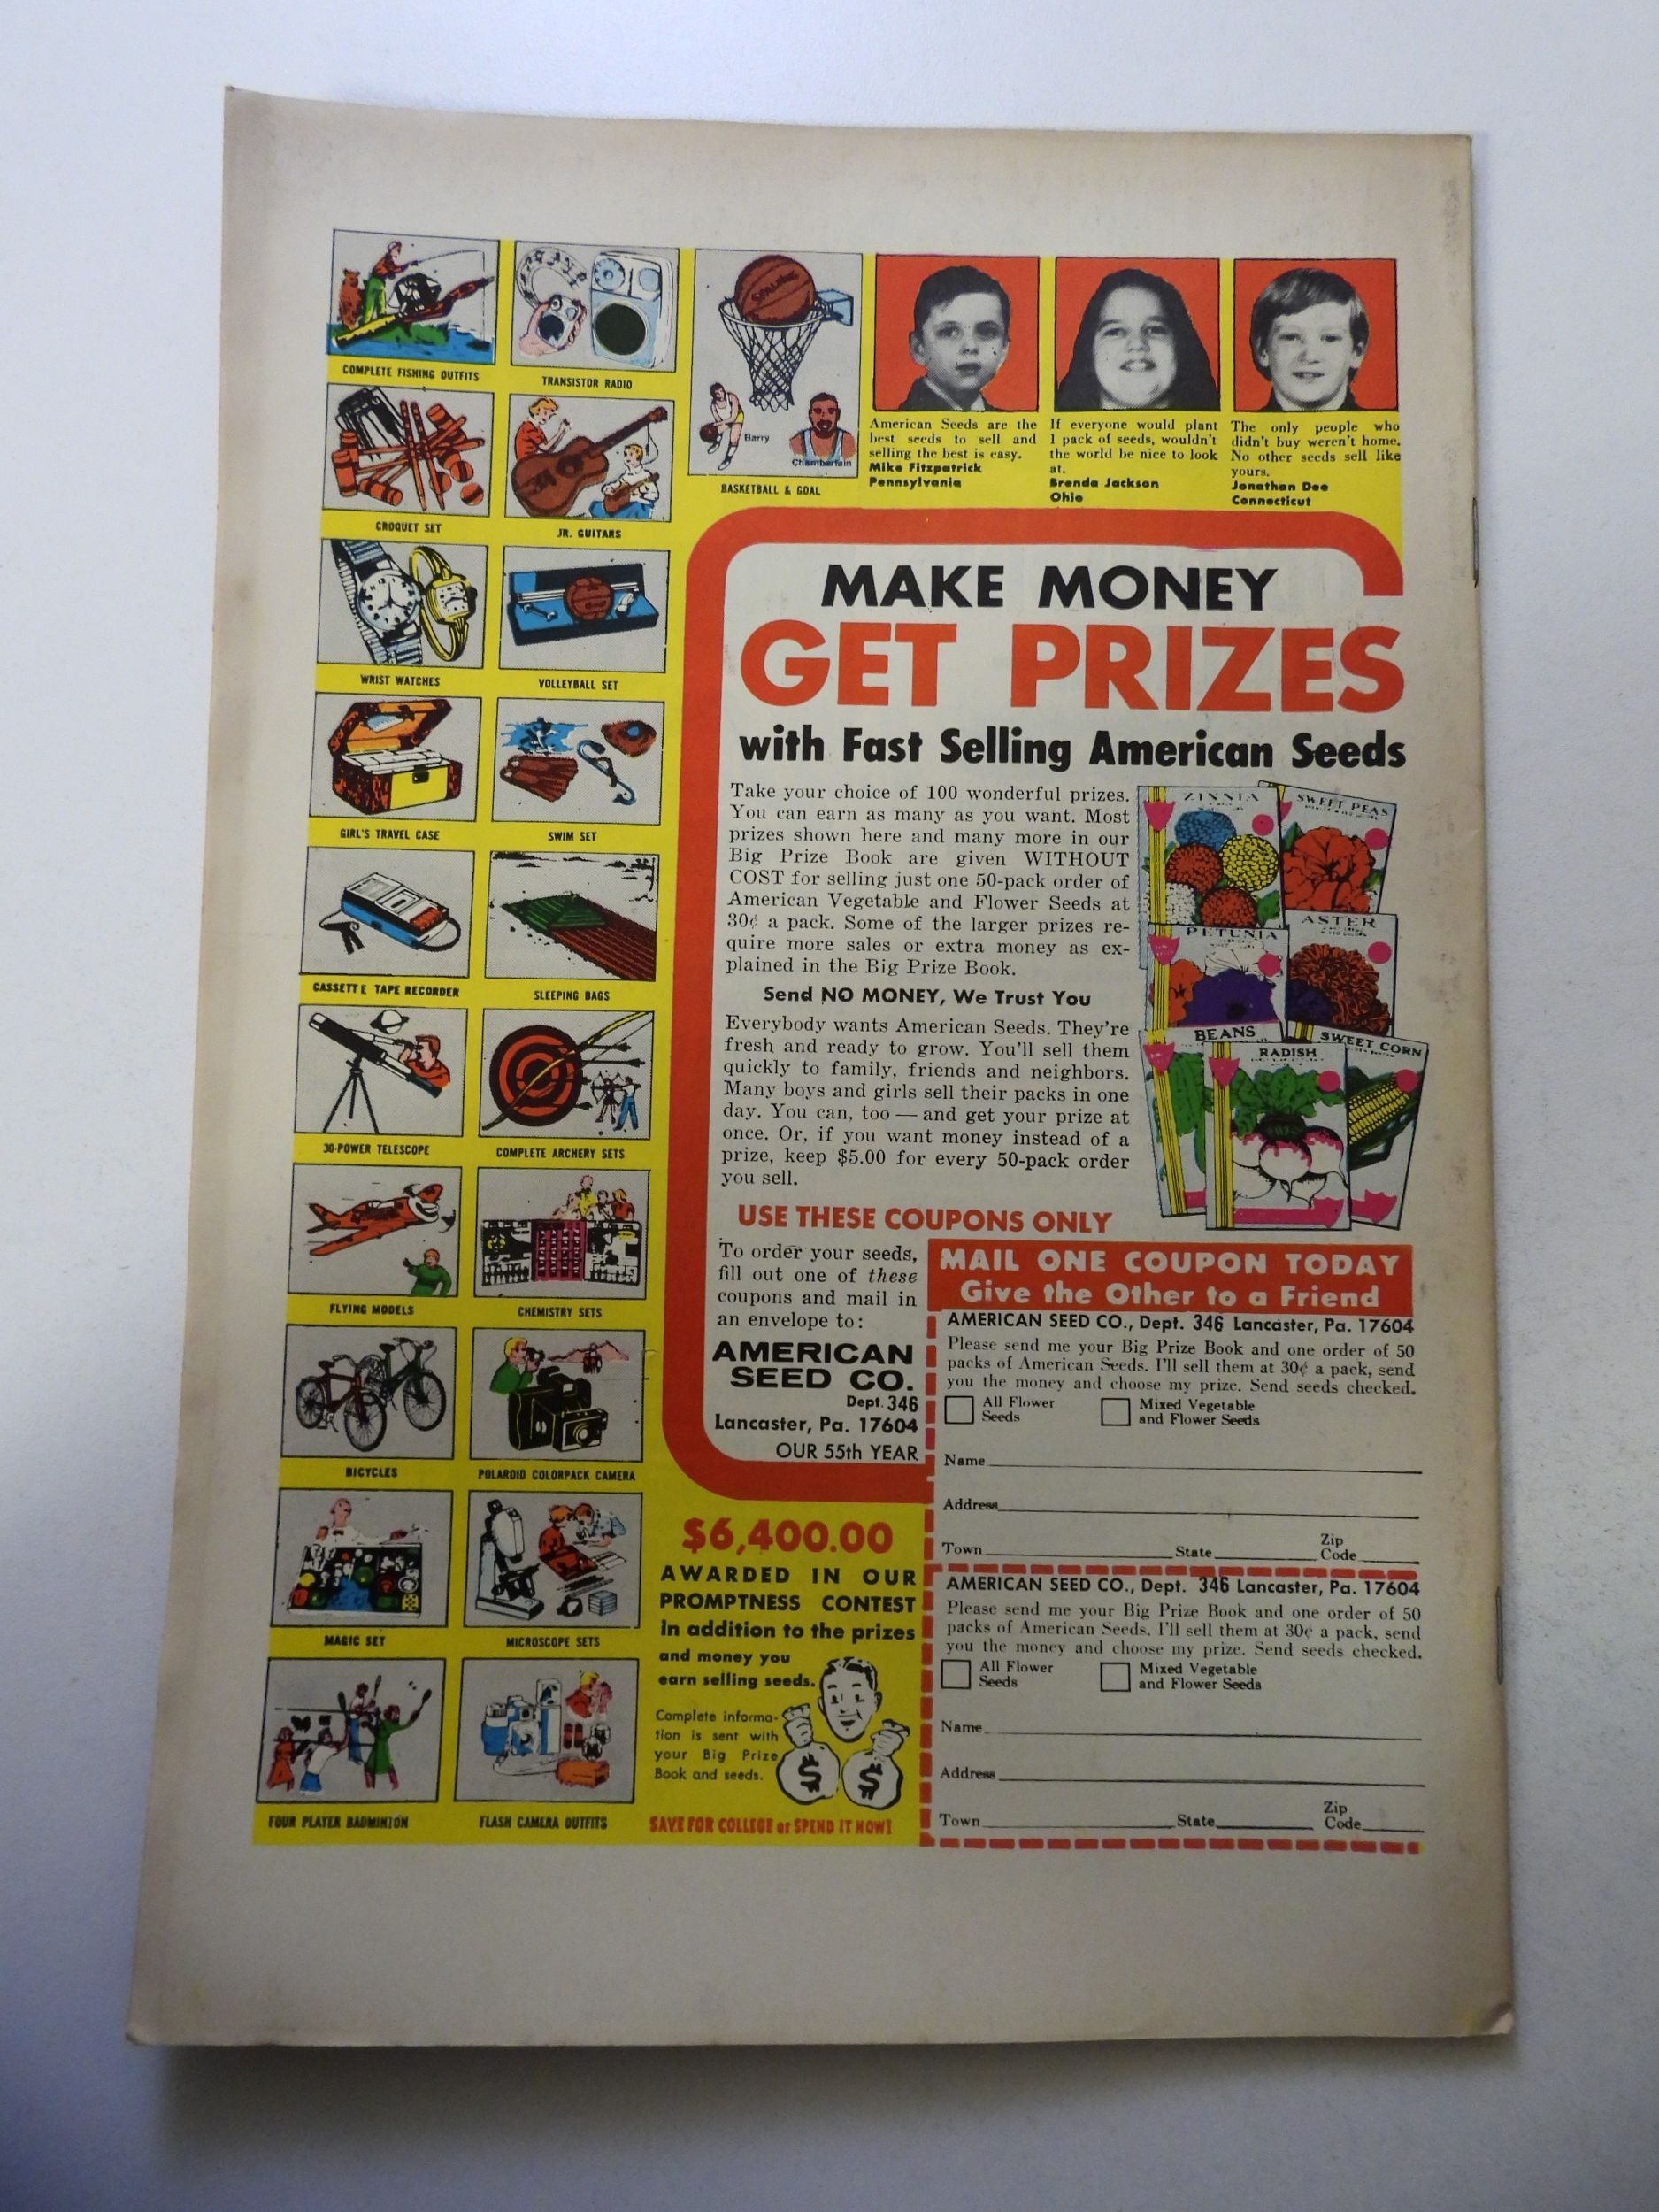 COMPLETE FISHING OUTFITS
TRANSISTOR RADIO
SPALDING
Barry
Chamberlain
BASKETBALL & GOAL
CROQUET SET
JR. GUITARS
WRIST WATCHES
VOLLEYBALL SET
GIRL'S TRAVEL CASE
SWIM SET
CASSETTE TAPE RECORDER
SLEEPING BAGS
30-POWER TELESCOPE
COMPLETE ARCHERY SETS
FLYING MODELS
CHEMISTRY SETS
BICYCLES
POLAROID COLORPACK CAMERA
MAGIC SET
MICROSCOPE SETS
FOUR PLAYER BADMINTON
FLASH CAMERA OUTFITS
American Seeds are the
best seeds to sell and
selling the best is easy.
Mike Fitzpatrick
Pennsylvania
If everyone would plant
1 pack of seeds, wouldn't
the world be nice to look
at.
Brenda Jackson
Ohio
The only people who
didn't buy weren't home.
No other seeds sell like
yours.
Jonathan Dee
Connecticut
MAKE MONEY
GET PRIZES
with Fast Selling American Seeds
Take your choice of 100 wonderful prizes.
You can earn as many as you want. Most
prizes shown here and many more in our
Big Prize Book are given WITHOUT
COST for selling just one 50-pack order of
American Vegetable and Flower Seeds at
30¢ a pack. Some of the larger prizes re-
quire more sales or extra money as ex-
plained in the Big Prize Book.
Send NO MONEY, We Trust You
Everybody wants American Seeds. They're
fresh and ready to grow. You'll sell them
quickly to family, friends and neighbors.
Many boys and girls sell their packs in one
day. You can, too — and get your prize at
once. Or, if you want money instead of a
prize, keep $5.00 for every 50-pack order
you sell.
ZINNIA
SWEET PEAS
PETUNIA
ASTER
BEANS
RADISH
SWEET CORN
USE THESE COUPONS ONLY
To order your seeds,
fill out one of these
coupons and mail in
an envelope to:
AMERICAN
SEED CO.
Dept. 346
Lancaster, Pa. 17604
OUR 55th YEAR
MAIL ONE COUPON TODAY
Give the Other to a Friend
AMERICAN SEED CO., Dept. 346 Lancaster, Pa. 17604
Please send me your Big Prize Book and one order of 50
packs of American Seeds. I'll sell them at 30¢ a pack, send
you the money and choose my prize. Send seeds checked.
All Flower
Seeds
Mixed Vegetable
and Flower Seeds
Name
Address
Town State Zip Code
AMERICAN SEED CO., Dept. 346 Lancaster, Pa. 17604
Please send me your Big Prize Book and one order of 50
packs of American Seeds. I'll sell them at 30¢ a pack, send
you the money and choose my prize. Send seeds checked.
All Flower
Seeds
Mixed Vegetable
and Flower Seeds
Name
Address
Town State Zip Code
$6,400.00
AWARDED IN OUR
PROMPTNESS CONTEST
in addition to the prizes
and money you
earn selling seeds.
Complete informa-
tion is sent with
your Big Prize
Book and seeds.
$ $
SAVE FOR COLLEGE or SPEND IT NOW!